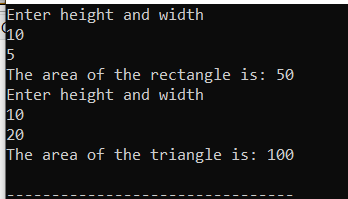 Enter height and width
10
5
The area of the rectangle is: 50
Enter height and width
10
20
The area of the triangle is: 100
--------------------------------